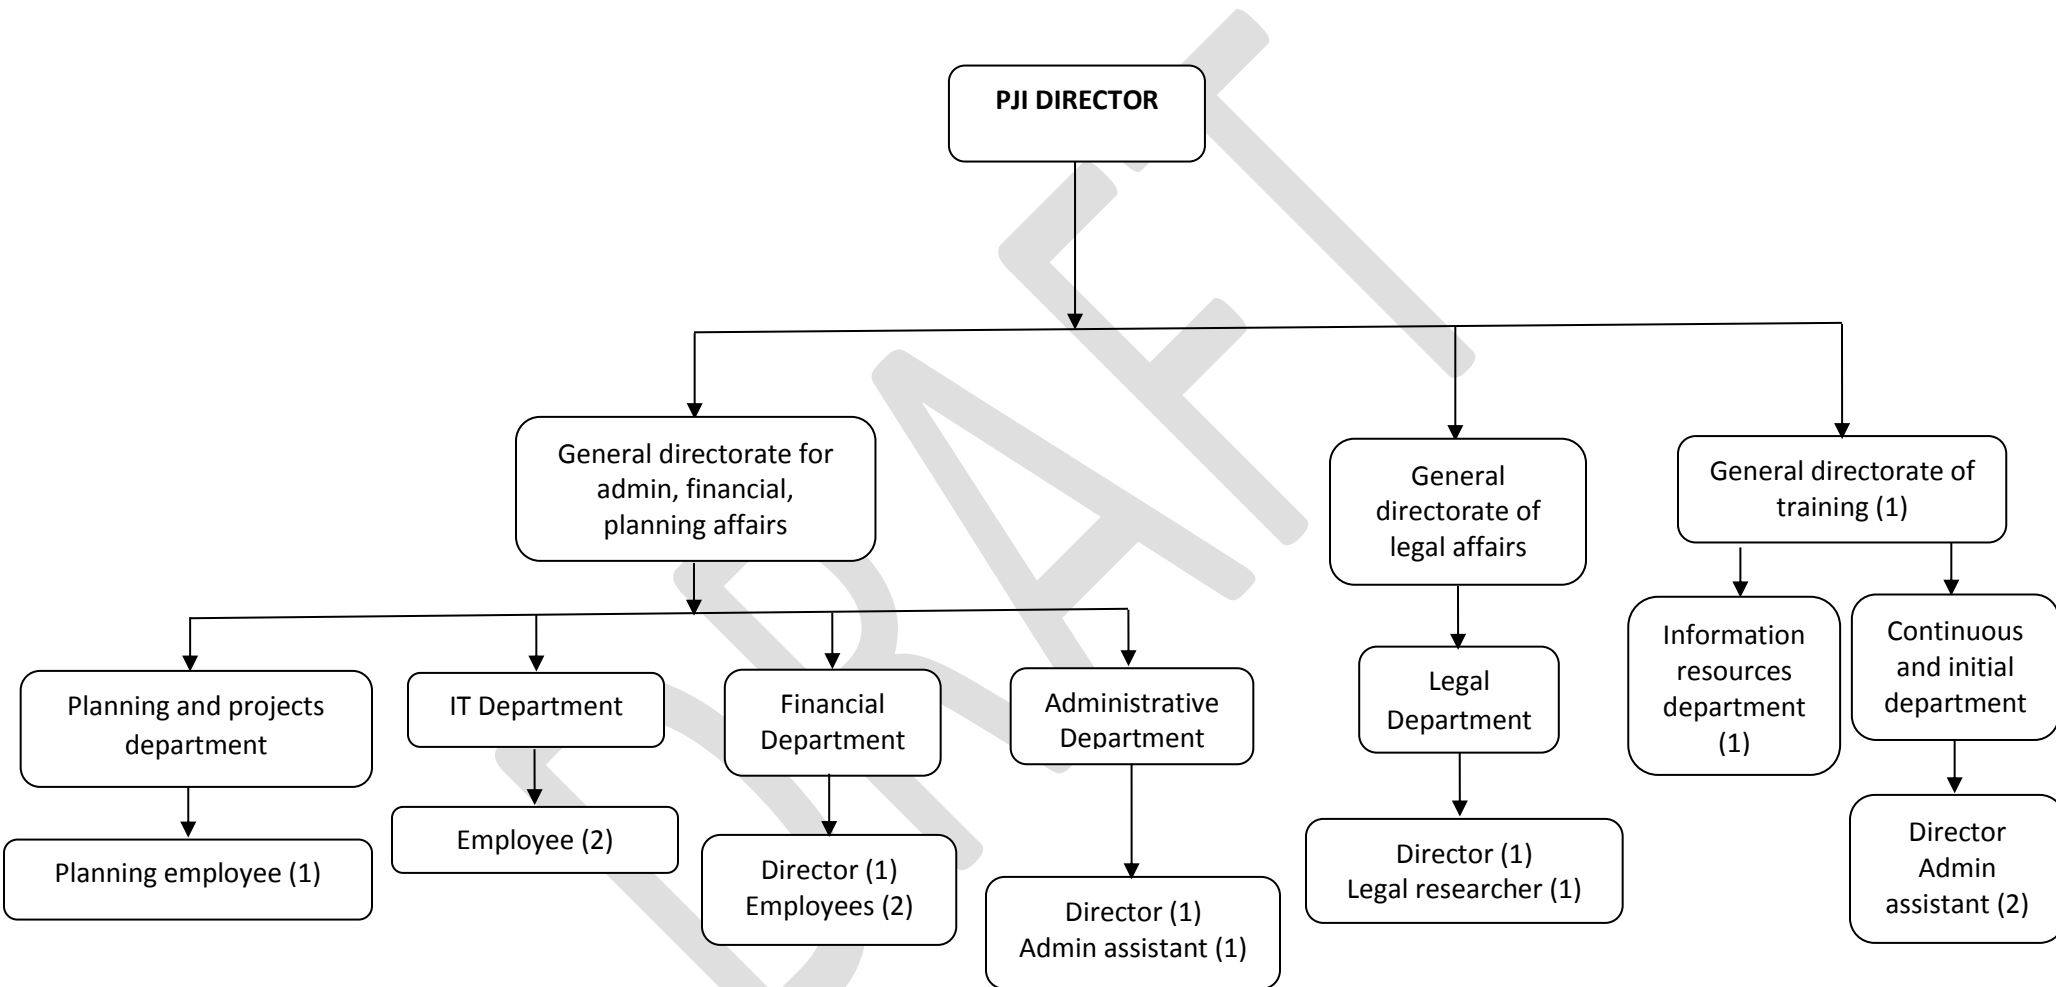 PJI DIRECTOR
General directorate for
admin, financial,
planning affairs
General
directorate of
legal affairs
General directorate of
training (1)
Planning and projects
department
IT Department
Financial
Department
Administrative
Department
Legal
Department
Information
resources
department
(1)
Continuous
and initial
department
Planning employee (1)
Employee (2)
Director (1)
Employees (2)
Director (1)
Admin assistant (1)
Director (1)
Legal researcher (1)
Director
Admin
assistant (2)
DRAFT